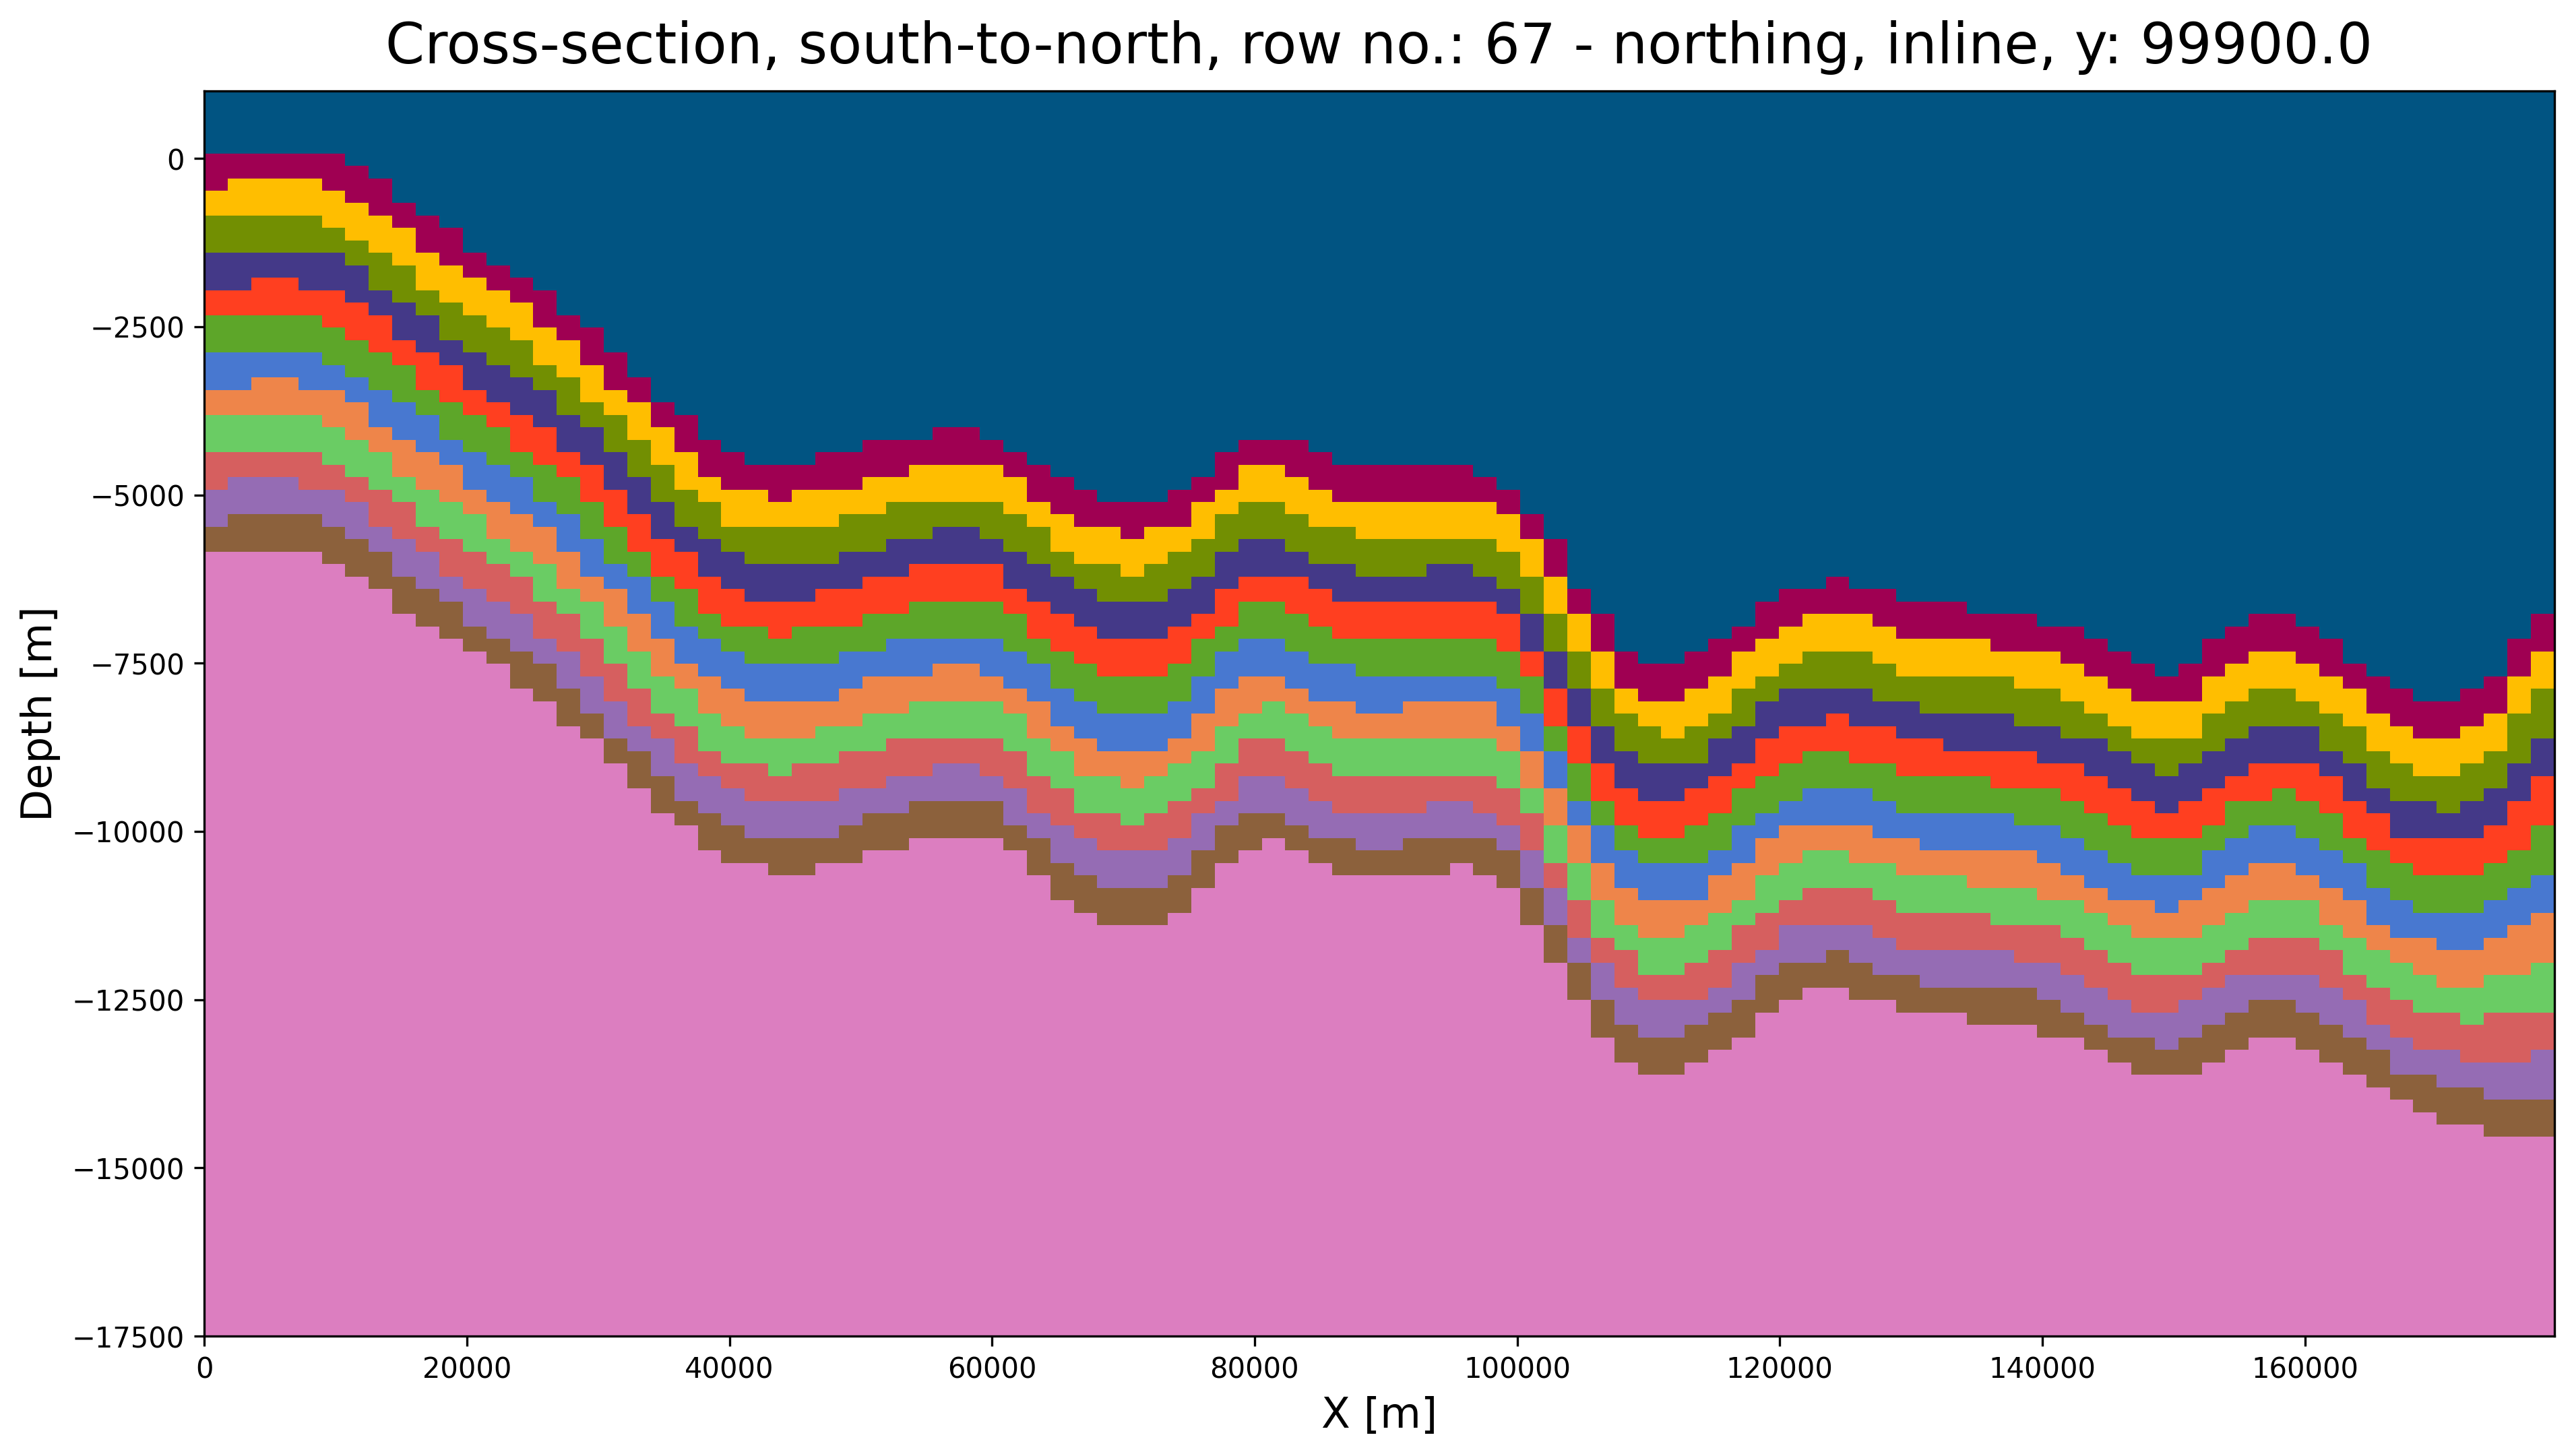 Cross-section, south-to-north, row no.: 67 - northing, inline, y: 99900.0
Depth [m]
0
−2500
−5000
−7500
−10000
−12500
−15000
−17500
0 20000 40000 60000 80000 100000 120000 140000 160000
X [m]